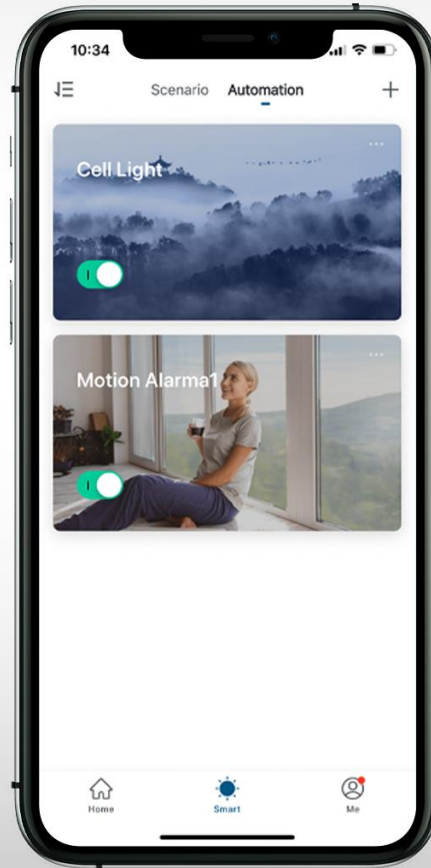 10:34
Scenario Automation
Cell Light
Motion Alarma1
Home Smart Me